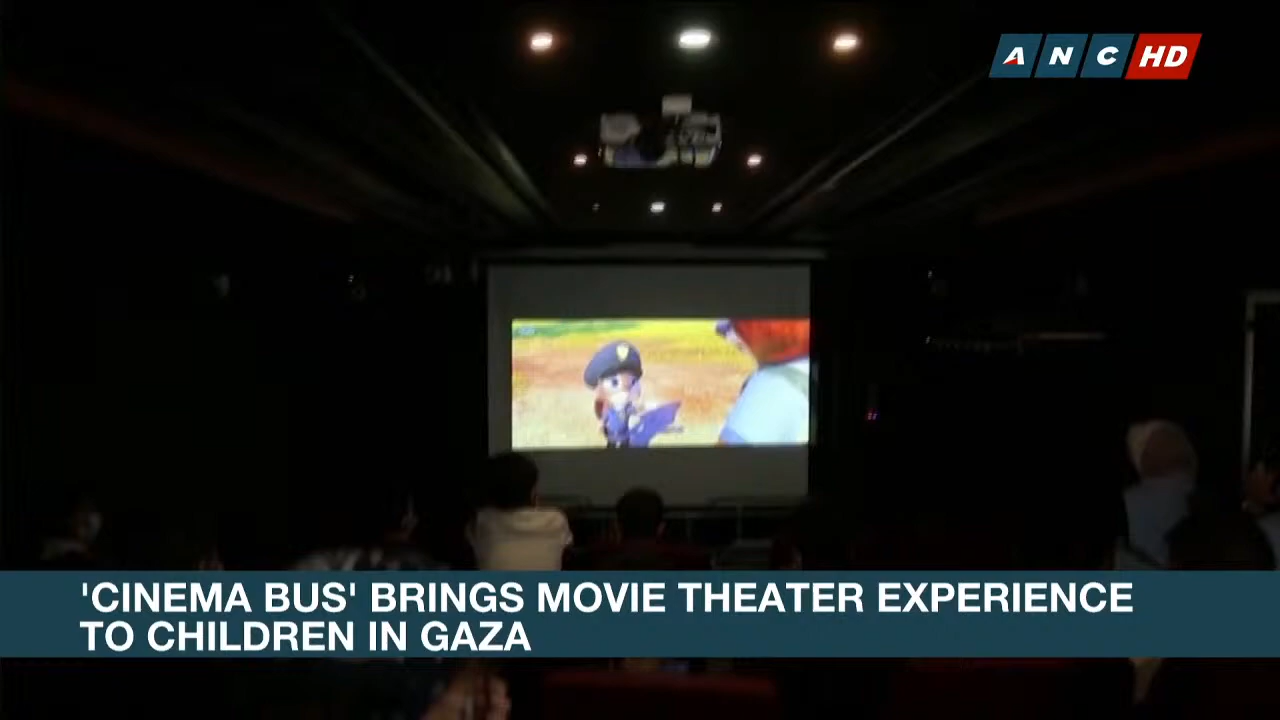 ANC HD
'CINEMA BUS' BRINGS MOVIE THEATER EXPERIENCE
TO CHILDREN IN GAZA